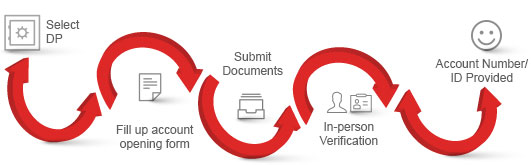 Select
DP
Fill up account
opening form
Submit
Documents
In-person
Verification
Account Number/
ID Provided